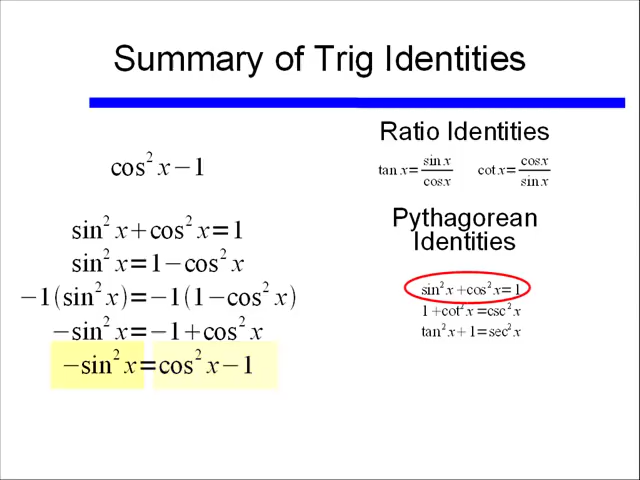 Summary of Trig Identities
cos² x−1
sin² x+cos² x=1
sin² x=1−cos² x
−1(sin² x)=−1(1−cos² x)
−sin² x=−1+cos² x
−sin² x=cos² x−1
Ratio Identities
tan x=sin x/cos x cot x=cos x/sin x
Pythagorean
Identities
sin² x+cos² x=1
1+cot² x=csc² x
tan² x+1=sec² x